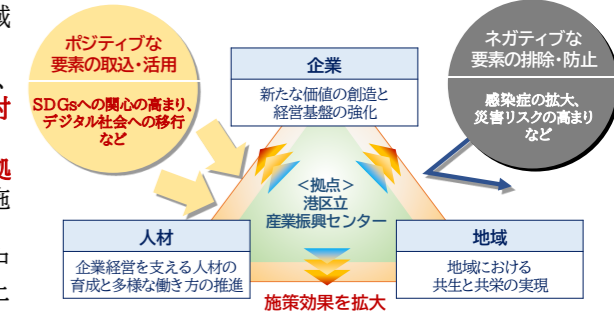 域
、
対
拠
施
ポジティブな
要素の取込・活用
SDGsへの関心の高まり、
デジタル社会への移行
など
ネガティブな
要素の排除・防止
感染症の拡大、
災害リスクの高まり
など
企業
新たな価値の創造と
経営基盤の強化
<拠点>
港区立
産業振興センター
人材
企業経営を支える人材の
育成と多様な働き方の推進
地域
地域における
共生と共栄の実現
施策効果を拡大